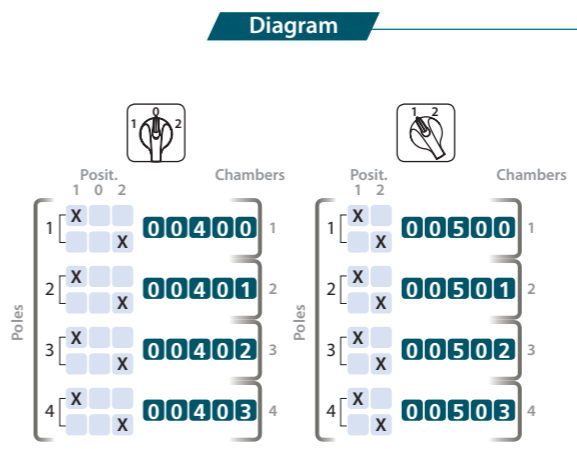 Diagram
0
1 2
1 2
Posit. Chambers
1 0 2
Posit. Chambers
1 2
Poles
1 X 00400 1
X
2 X 00401 2
X
3 X 00402 3
X
4 X 00403 4
X
Poles
1 X 00500 1
X
2 X 00501 2
X
3 X 00502 3
X
4 X 00503 4
X